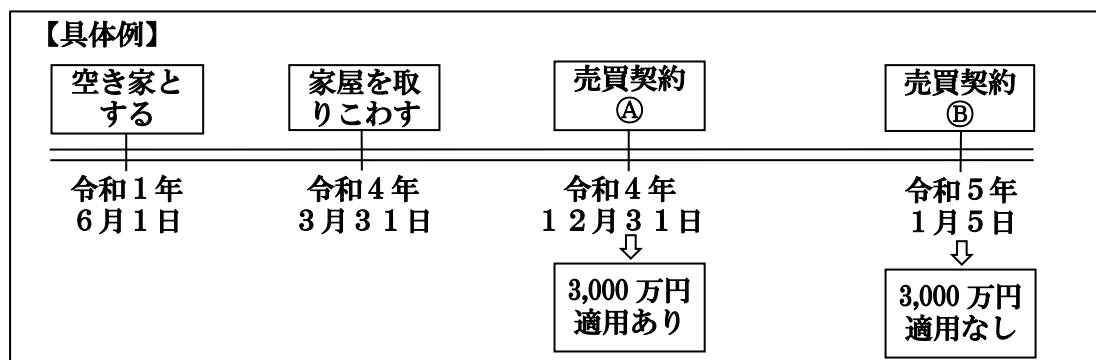 【具体例】
空き家と
する
家屋を取
りこわす
売買契約
Ⓐ
売買契約
Ⓑ
令和１年
６月１日
令和４年
３月３１日
令和４年
１２月３１日
令和５年
１月５日
3,000 万円
適用あり
3,000 万円
適用なし